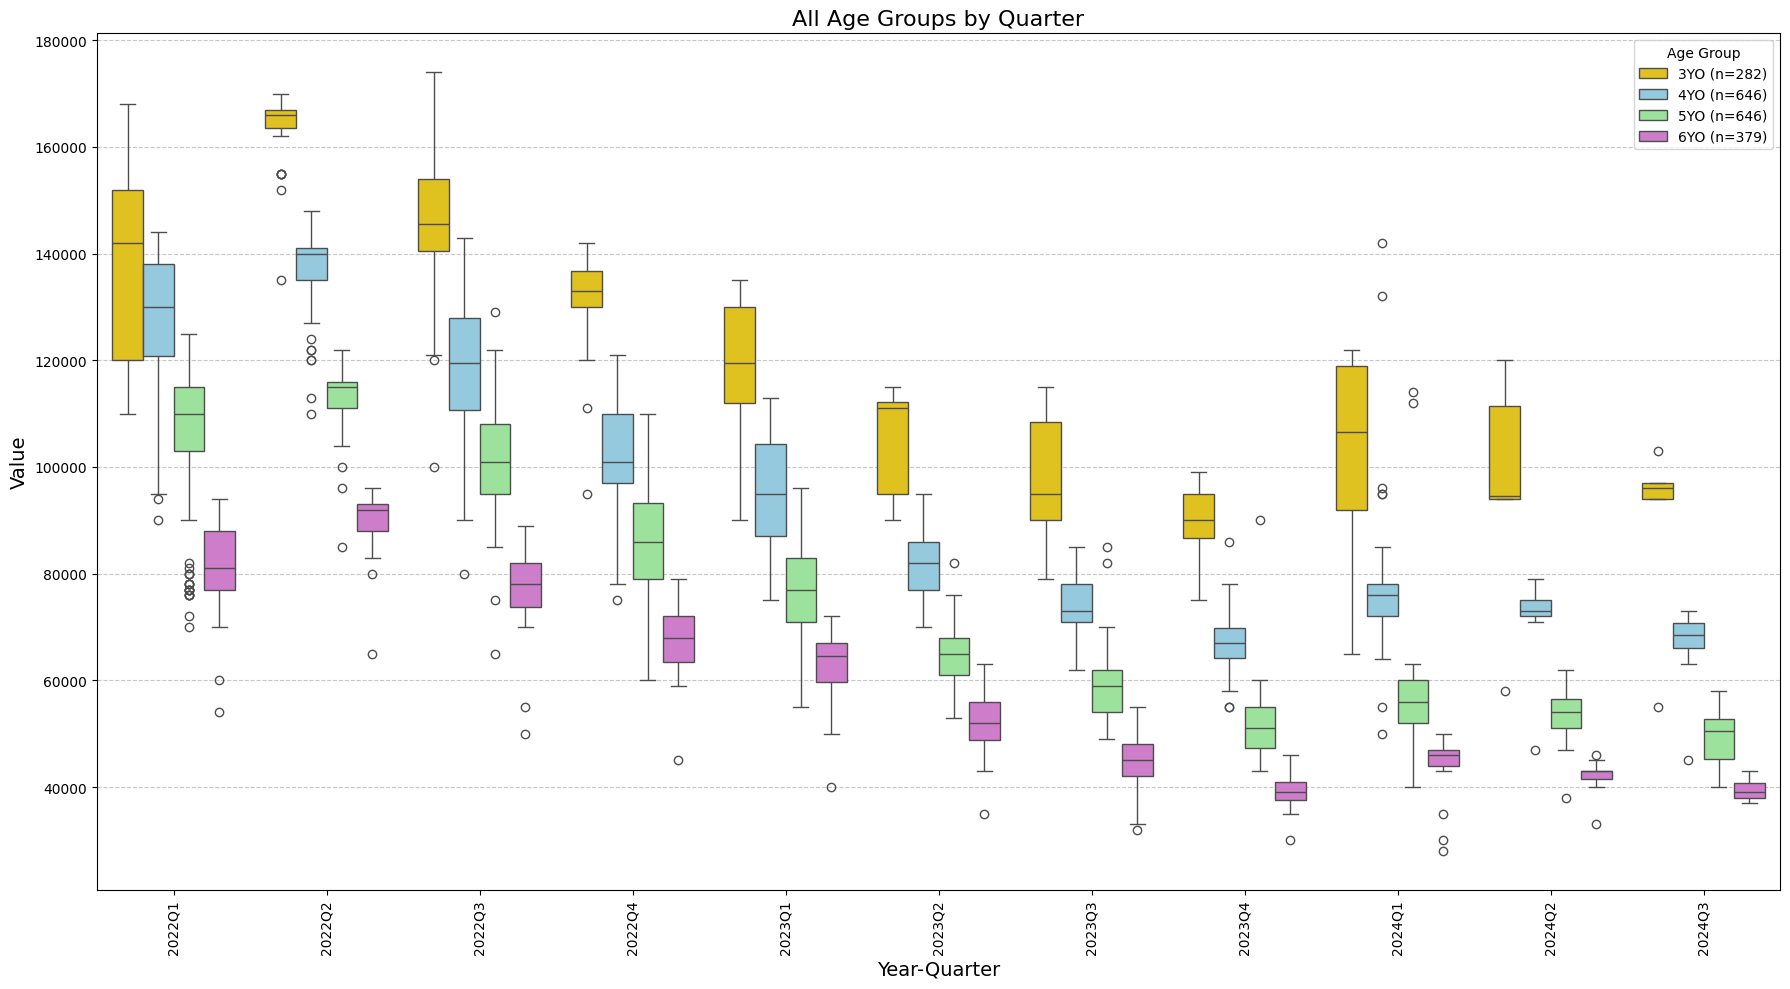 All Age Groups by Quarter
180000
160000
140000
120000
100000
80000
60000
40000
Value
Age Group
3YO (n=282)
4YO (n=646)
5YO (n=646)
6YO (n=379)
2022Q1
2022Q2
2022Q3
2022Q4
2023Q1
2023Q2
2023Q3
2023Q4
2024Q1
2024Q2
2024Q3
Year-Quarter